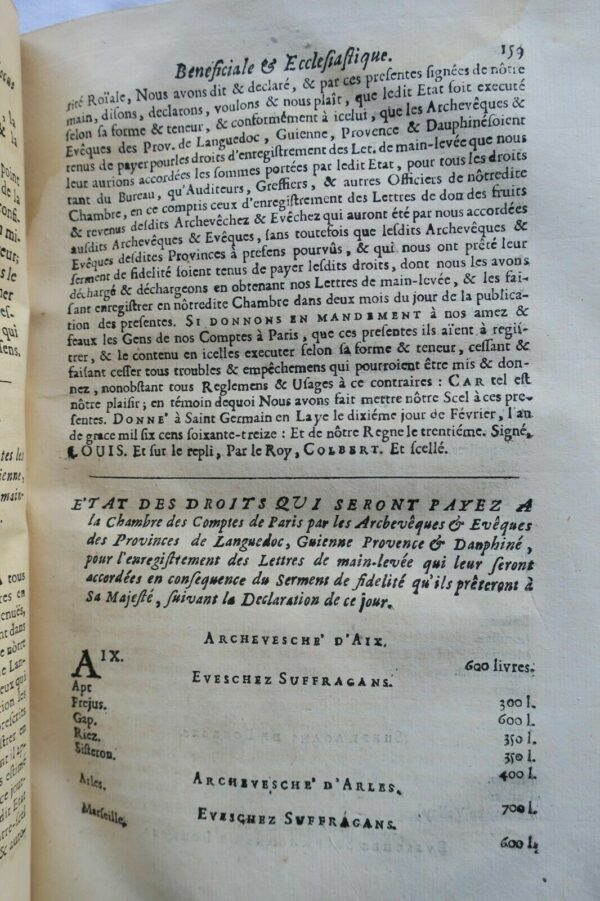 Beneficiale & Ecclesiastique. 159
rité Roïale, Nous avons dit & declaré, & par ces presentes signées de nôtre
main, disons, declarons, voulons & nous plaît, que ledit Etat soit executé
selon sa forme & teneur, & conformément à icelui, que les Archevêques &
Evêques des Prov. de Languedoc, Guienne, Provence & Dauphinésoient
tenus de payer pour les droits d'enregistrement des Let. de main-levée que nous
leur aurions accordées les sommes portées par ledit Etat, pour tous les droits
tant du Bureau, qu'Auditeurs, Greffiers, & autres Officiers de nôtredite
Chambre, en ce compris ceux d'enregistrement des Lettres de don des fruits
& revenus desdits Archevêchez & Evêchez qui auront été par nous accordées
ausdits Archevêques & Evêques, sans toutefois que lesdits Archevêques &
Evêques desdites Provinces à presens pourvûs, & qui nous ont prêté leur
serment de fidelité soient tenus de payer lesdits droits, dont nous les avons
déchargé & déchargeons en obtenant nos Lettres de main-levée, & les fai-
sant enregistrer en nôtredite Chambre dans deux mois du jour de la publica-
tion des presentes. SI DONNONS EN MANDEMENT à nos amez &
feaux les Gens de nos Comptes à Paris, que ces presentes ils aïent à regis-
trer, & le contenu en icelles executer selon sa forme & teneur, cessant &
faisant cesser tous troubles & empêchemens qui pourroient être mis & don-
nez, nonobstant tous Reglemens & Usages à ce contraires : CAR tel est
nôtre plaisir; en témoin dequoi Nous avons fait mettre nôtre Scel à ces pre-
sentes. DONNE' à Saint Germain en Laye le dixiéme jour de Février, l'an
de grace mil six cens soixante-treize : Et de nôtre Regne le trentiéme. Signé,
LOUIS. Et sur le repli, Par le Roy, COLBERT. Et scellé.
ETAT DES DROITS QUI SERONT PAYEZ A
la Chambre des Comptes de Paris par les Archevêques & Evêques
des Provinces de Languedoc, Guienne Provence & Dauphiné,
pour l'enregistrement des Lettres de main-levée qui leur seront
accordées en consequence du Serment de fidelité qu'ils prêteront à
Sa Majesté, suivant la Declaration de ce jour.
ARCHEVESCHE' D'AIX.
AIX. 600 livres.
EVESCHEZ SUFFRAGANS.
Apt 300 l.
Frejus. 600 l.
Gap. 350 l.
Riez. 350 l.
Sisteron. 400 l.
ARCHEVESCHE' D'ARLES.
Arles. 700 l.
EVESCHEZ SUFFRAGANS.
Marseille. 600 l.